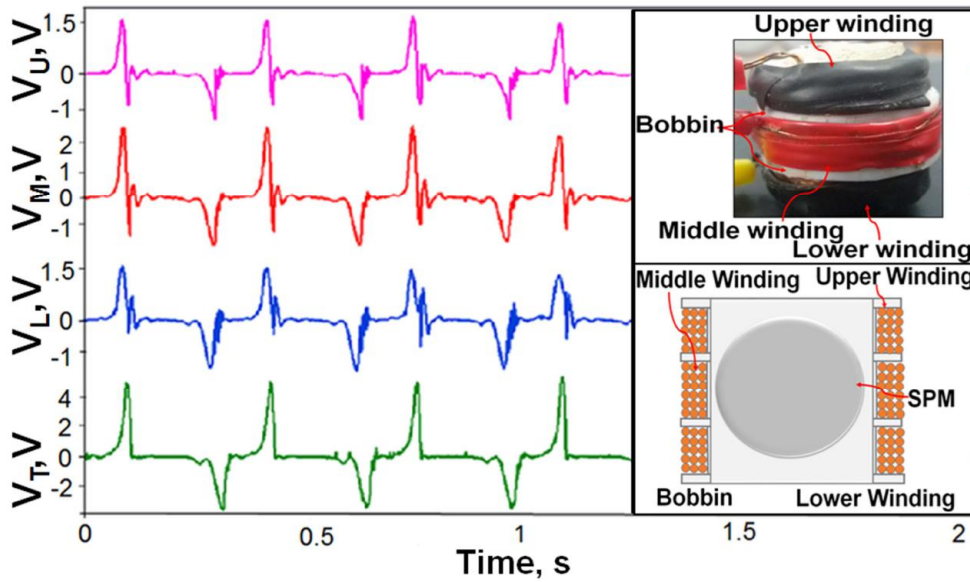 V_U,V
1.5
0
-1
V_M,V
2
1
0
-1
V_L,V
1.5
0
-1
V_T,V
4
2
0
-2
0
0.5
1
1.5
2
Time, s
Upper winding
Bobbin
Middle winding
Lower winding
Middle Winding
Upper Winding
SPM
Bobbin
Lower Winding